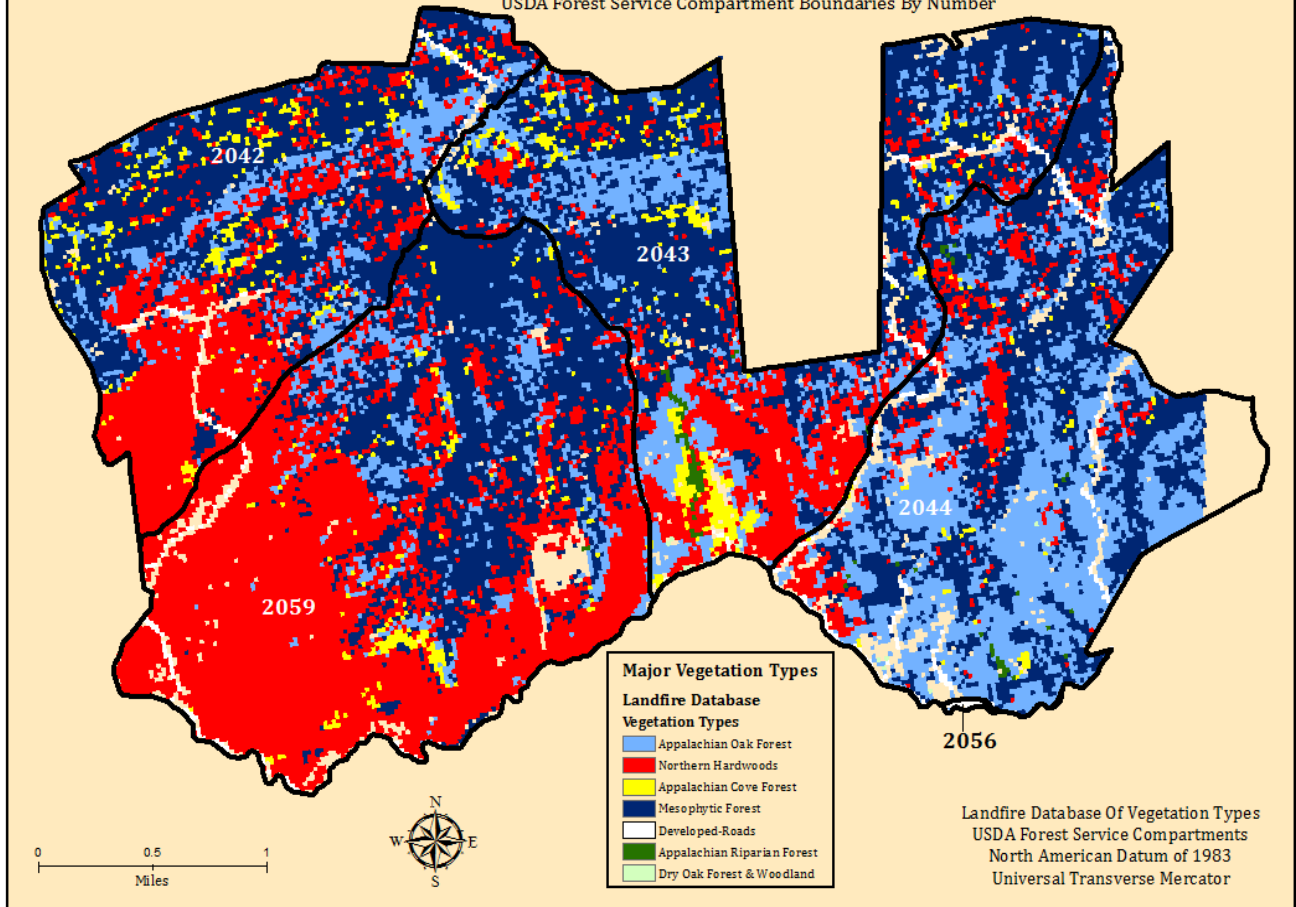 USDA Forest Service Compartment Boundaries By Number
2042
2043
2044
2059
2056
Major Vegetation Types
Landfire Database
Vegetation Types
Appalachian Oak Forest
Northern Hardwoods
Appalachian Cove Forest
Mesophytic Forest
Developed-Roads
Appalachian Riparian Forest
Dry Oak Forest & Woodland
N
W E
S
0 0.5 1
Miles
Landfire Database Of Vegetation Types
USDA Forest Service Compartments
North American Datum of 1983
Universal Transverse Mercator